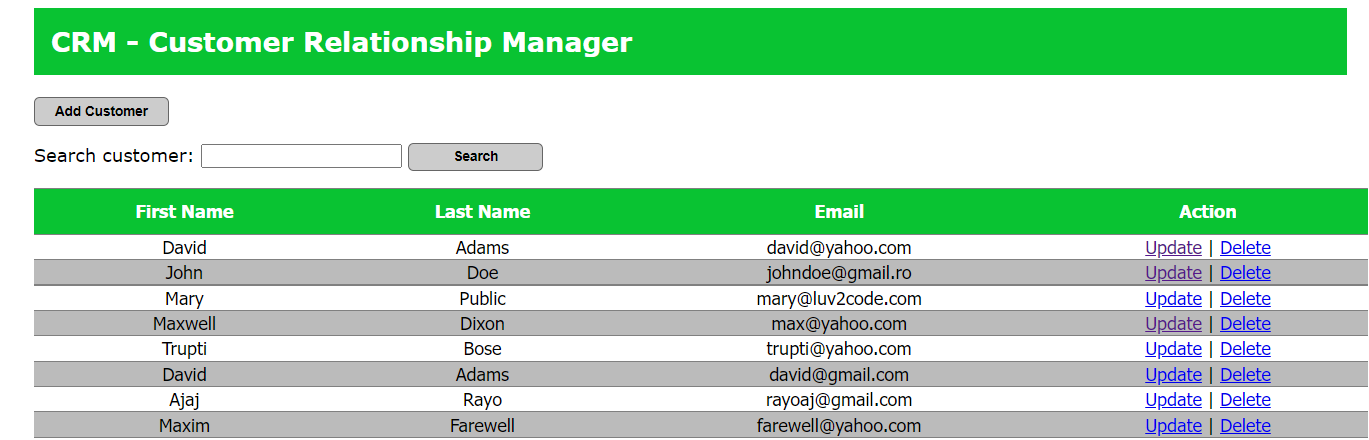 CRM - Customer Relationship Manager
Add Customer
Search customer: Search
First Name Last Name Email Action
David Adams david@yahoo.com Update | Delete
John Doe johndoe@gmail.ro Update | Delete
Mary Public mary@luv2code.com Update | Delete
Maxwell Dixon max@yahoo.com Update | Delete
Trupti Bose trupti@yahoo.com Update | Delete
David Adams david@gmail.com Update | Delete
Ajaj Rayo rayoaj@gmail.com Update | Delete
Maxim Farewell farewell@yahoo.com Update | Delete